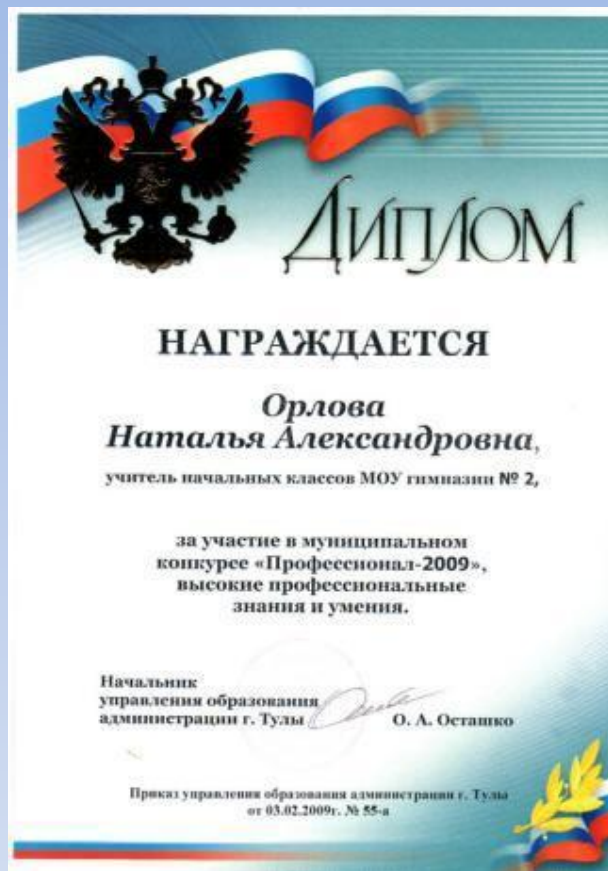 Диплом
НАГРАЖДАЕТСЯ
Орлова
Наталья Александровна,
учитель начальных классов МОУ гимназии № 2,
за участие в муниципальном
конкурсе «Профессионал-2009»,
высокие профессиональные
знания и умения.
Начальник
управления образования
администрации г. Тулы О. А. Осташко
Приказ управления образования администрации г. Тулы
от 03.02.2009г. № 55-а